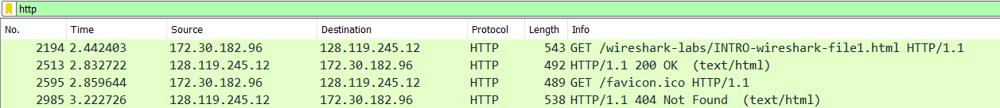 http
No. Time Source Destination Protocol Length Info
2194 2.442403 172.30.182.96 128.119.245.12 HTTP 543 GET /wireshark-labs/INTRO-wireshark-file1.html HTTP/1.1
2513 2.832722 128.119.245.12 172.30.182.96 HTTP 492 HTTP/1.1 200 OK (text/html)
2595 2.859644 172.30.182.96 128.119.245.12 HTTP 489 GET /favicon.ico HTTP/1.1
2985 3.222726 128.119.245.12 172.30.182.96 HTTP 538 HTTP/1.1 404 Not Found (text/html)